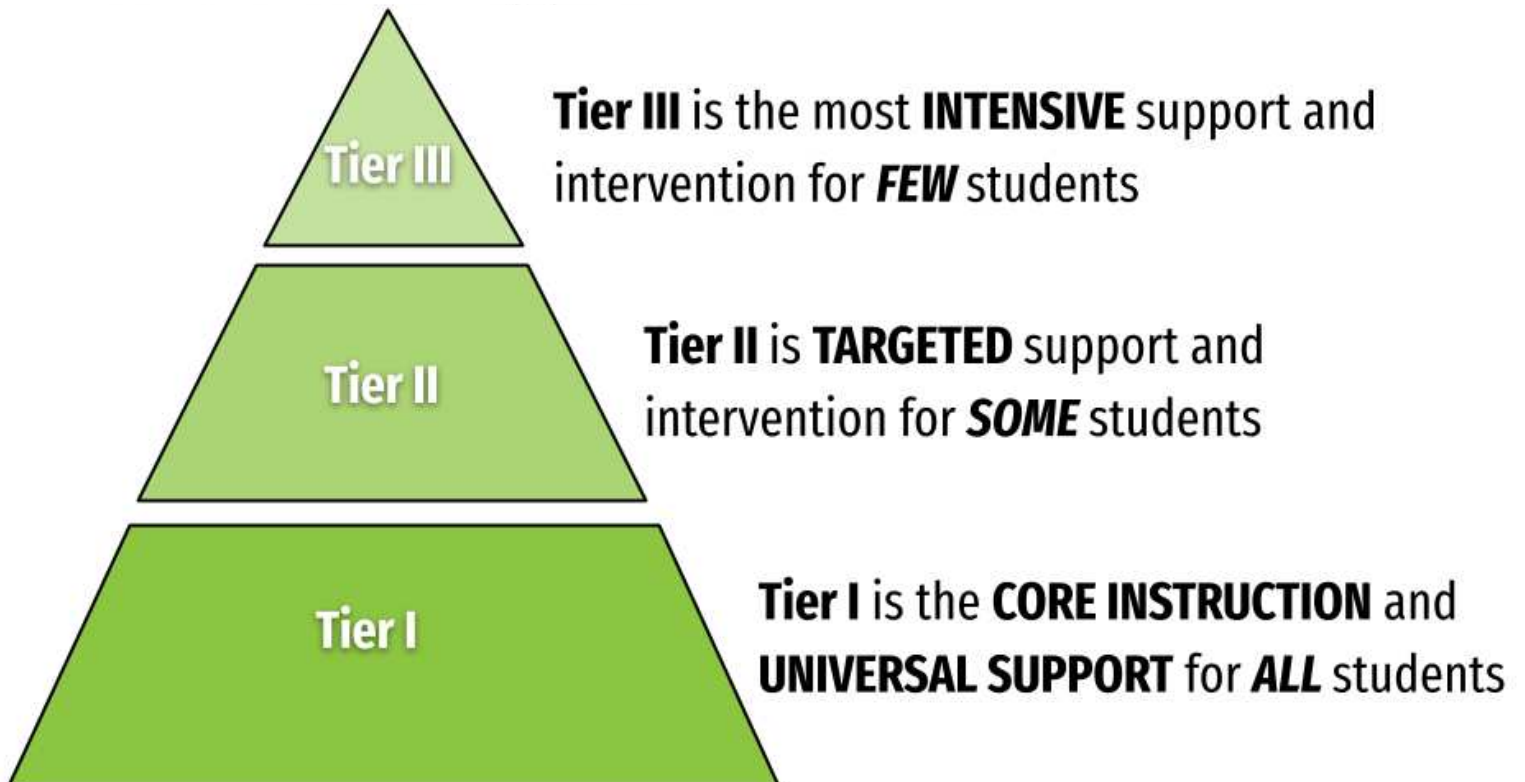 Tier III
Tier III is the most INTENSIVE support and
intervention for FEW students
Tier II
Tier II is TARGETED support and
intervention for SOME students
Tier I
Tier I is the CORE INSTRUCTION and
UNIVERSAL SUPPORT for ALL students